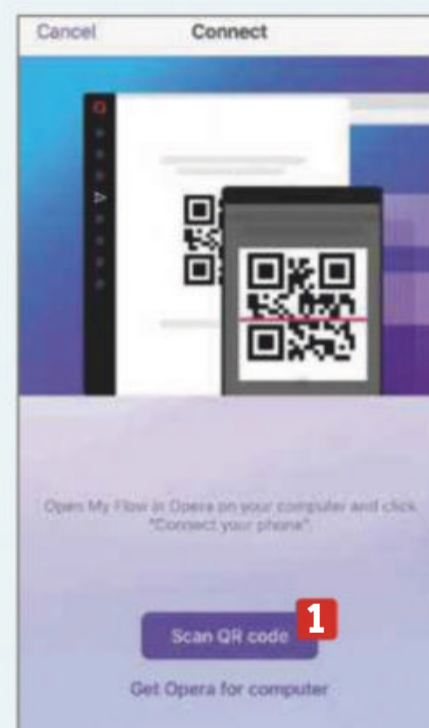 Cancel Connect
Open My Flow in Opera on your computer and click
"Connect your phone".
Scan QR code 1
Get Opera for computer